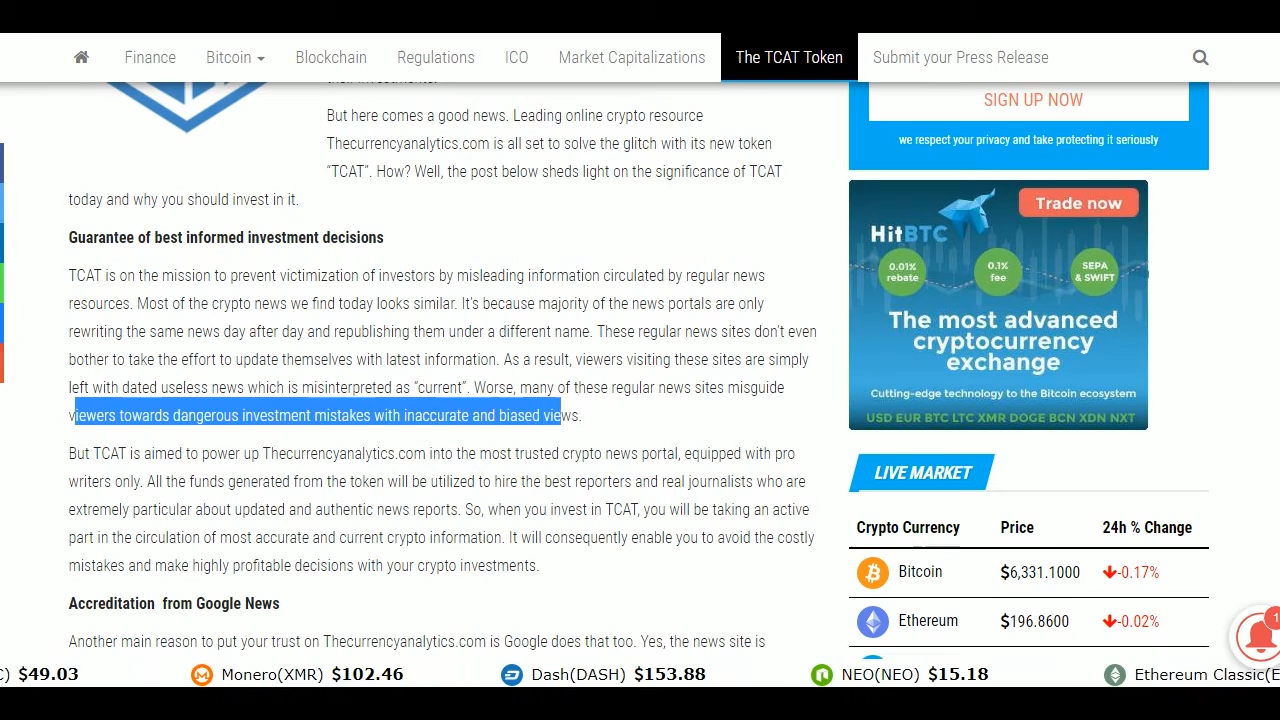 Finance
Bitcoin
Blockchain
Regulations
ICO
Market Capitalizations
The TCAT Token
Submit your Press Release
But here comes a good news. Leading online crypto resource
Thecurrencyanalytics.com is all set to solve the glitch with its new token
“TCAT”. How? Well, the post below sheds light on the significance of TCAT
today and why you should invest in it.
Guarantee of best informed investment decisions
TCAT is on the mission to prevent victimization of investors by misleading information circulated by regular news
resources. Most of the crypto news we find today looks similar. It’s because majority of the news portals are only
rewriting the same news day after day and republishing them under a different name. These regular news sites don’t even
bother to take the effort to update themselves with latest information. As a result, viewers visiting these sites are simply
left with dated useless news which is misinterpreted as “current”. Worse, many of these regular news sites misguide
viewers towards dangerous investment mistakes with inaccurate and biased views.
But TCAT is aimed to power up Thecurrencyanalytics.com into the most trusted crypto news portal, equipped with pro
writers only. All the funds generated from the token will be utilized to hire the best reporters and real journalists who are
extremely particular about updated and authentic news reports. So, when you invest in TCAT, you will be taking an active
part in the circulation of most accurate and current crypto information. It will consequently enable you to avoid the costly
mistakes and make highly profitable decisions with your crypto investments.
Accreditation from Google News
Another main reason to put your trust on Thecurrencyanalytics.com is Google does that too. Yes, the news site is
SIGN UP NOW
we respect your privacy and take protecting it seriously
HitBTC
Trade now
0.01%
rebate
0.1%
fee
SEPA
& SWIFT
The most advanced
cryptocurrency
exchange
Cutting-edge technology to the Bitcoin ecosystem
USD EUR BTC LTC XMR DOGE BCN XDN NXT
LIVE MARKET
Crypto Currency Price 24h % Change
Bitcoin $6,331.1000 -0.17%
Ethereum $196.8600 -0.02%
1
) $49.03 Monero(XMR) $102.46 Dash(DASH) $153.88 NEO(NEO) $15.18 Ethereum Classic(E